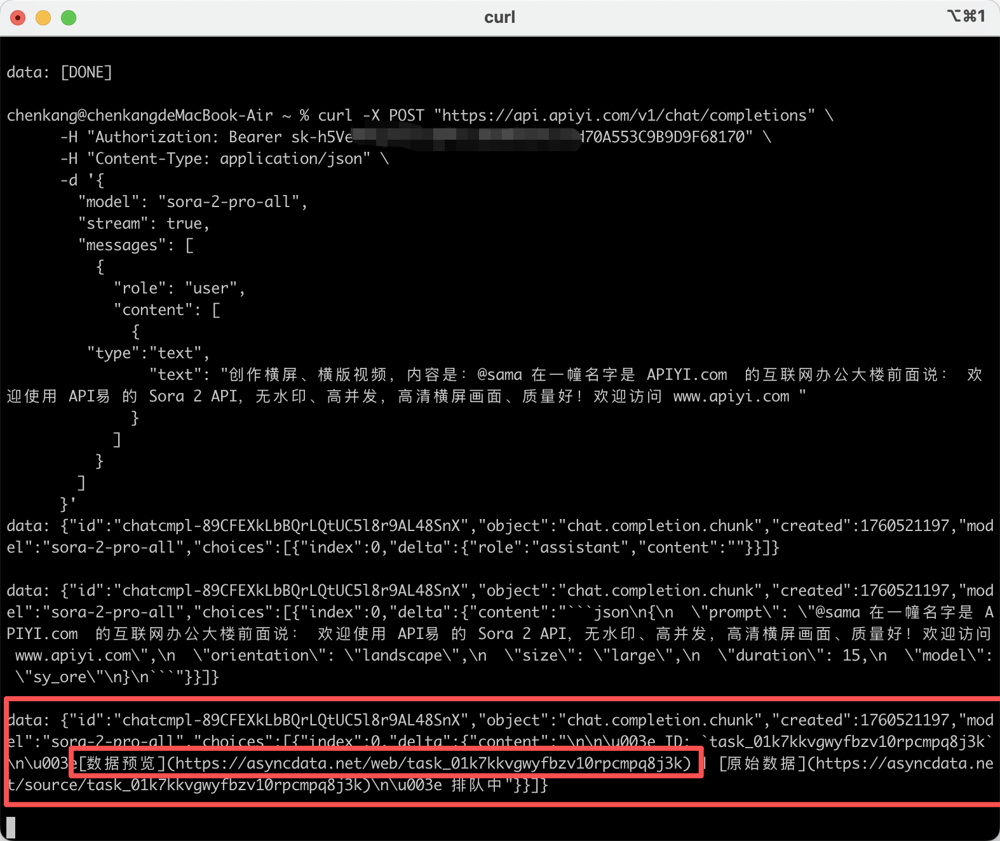 curl
⌥⌘1
data: [DONE]
chenkang@chenkangdeMacBook-Air ~ % curl -X POST "https://api.apiyi.com/v1/chat/completions" \
-H "Authorization: Bearer sk-h5Ve d70A553C9B9D9F68170" \
-H "Content-Type: application/json" \
-d '{
"model": "sora-2-pro-all",
"stream": true,
"messages": [
{
"role": "user",
"content": [
{
"type":"text",
"text": "创作横屏、横版视频，内容是：@sama 在一幢名字是 APIYI.com 的互联网办公大楼前面说： 欢
迎使用 API易 的 Sora 2 API，无水印、高并发，高清横屏画面、质量好！欢迎访问 www.apiyi.com "
}
]
}
]
}'
data: {"id":"chatcmpl-89CFEXkLbBQrLQtUC5l8r9AL48SnX","object":"chat.completion.chunk","created":1760521197,"mod
el":"sora-2-pro-all","choices":[{"index":0,"delta":{"role":"assistant","content":""}}]}
data: {"id":"chatcmpl-89CFEXkLbBQrLQtUC5l8r9AL48SnX","object":"chat.completion.chunk","created":1760521197,"mod
el":"sora-2-pro-all","choices":[{"index":0,"delta":{"content":"```json\n{\n  \"prompt\": \"@sama 在一幢名字是 A
PIYI.com 的互联网办公大楼前面说： 欢迎使用 API易 的 Sora 2 API，无水印、高并发，高清横屏画面、质量好！欢迎访问
www.apiyi.com\",\n  \"orientation\": \"landscape\",\n  \"size\": \"large\",\n  \"duration\": 15,\n  \"model\":
\"sy_ore\"\n}\n```"}}]}
data: {"id":"chatcmpl-89CFEXkLbBQrLQtUC5l8r9AL48SnX","object":"chat.completion.chunk","created":1760521197,"mod
el":"sora-2-pro-all","choices":[{"index":0,"delta":{"content":"\n\n\u003e ID: `task_01k7kkvgwyfbzv10rpcmpq8j3k`
\n\u003e[数据预览](https://asyncdata.net/web/task_01k7kkvgwyfbzv10rpcmpq8j3k) | [原始数据](https://asyncdata.ne
t/source/task_01k7kkvgwyfbzv10rpcmpq8j3k)\n\u003e 排队中"}}]}